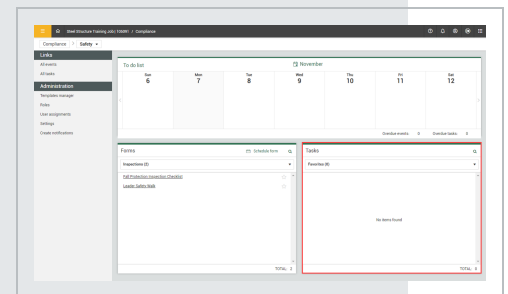 Steel Structure Training Job (106891) / Compliance
Compliance Safety
Links
All events
All tasks
Administration
Templates manager
Roles
User assignments
Settings
Create notifications
To do list
November
Sun Mon Tue Wed Thu Fri Sat
6 7 8 9 10 11 12
Overdue events: 0 Overdue tasks: 0
Forms Schedule form
Inspections (2)
Fall Protection Inspection Checklist
Leader Safety Walk
TOTAL: 2
Tasks
Favorites (0)
No items found
TOTAL: 0